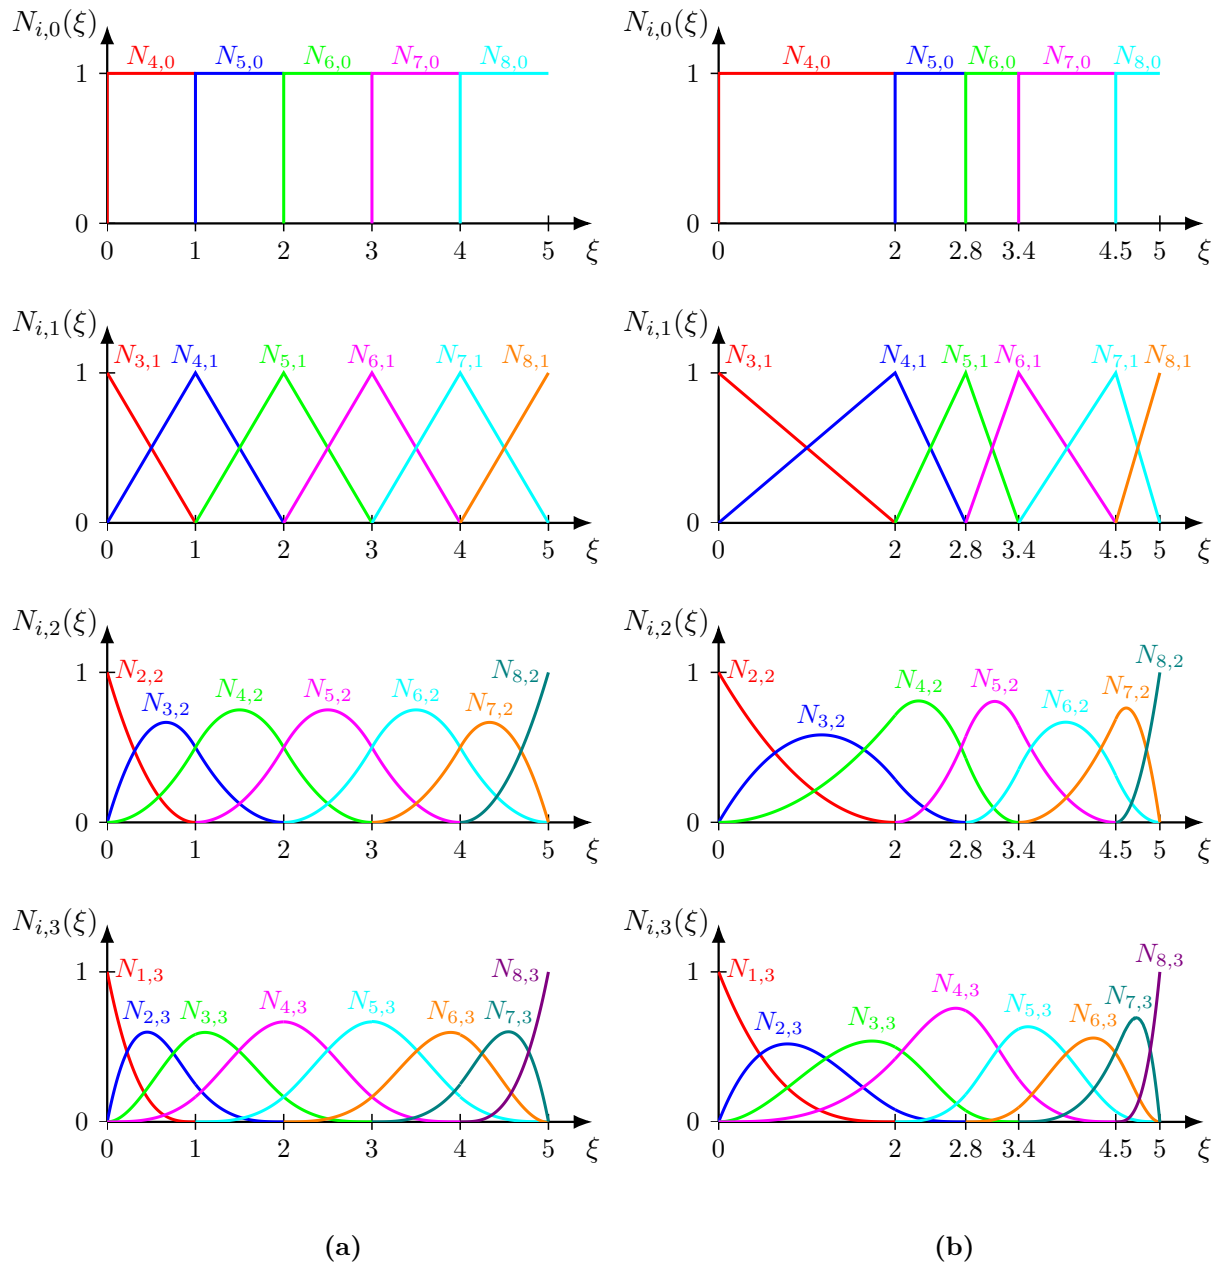 N_{i,0}(ξ)
N_{4,0} N_{5,0} N_{6,0} N_{7,0} N_{8,0}
1
0
0 1 2 3 4 5 ξ
N_{i,0}(ξ)
N_{4,0} N_{5,0} N_{6,0} N_{7,0} N_{8,0}
1
0
0 2 2.8 3.4 4.5 5 ξ
N_{i,1}(ξ)
N_{3,1} N_{4,1} N_{5,1} N_{6,1} N_{7,1} N_{8,1}
1
0
0 1 2 3 4 5 ξ
N_{i,1}(ξ)
N_{3,1} N_{4,1} N_{5,1} N_{6,1} N_{7,1} N_{8,1}
1
0
0 2 2.8 3.4 4.5 5 ξ
N_{i,2}(ξ)
1 N_{2,2} N_{3,2} N_{4,2} N_{5,2} N_{6,2} N_{7,2} N_{8,2}
0
0 1 2 3 4 5 ξ
N_{i,2}(ξ)
1 N_{2,2} N_{3,2} N_{4,2} N_{5,2} N_{6,2} N_{7,2} N_{8,2}
0
0 2 2.8 3.4 4.5 5 ξ
N_{i,3}(ξ)
1 N_{1,3} N_{2,3} N_{3,3} N_{4,3} N_{5,3} N_{6,3} N_{7,3} N_{8,3}
0
0 1 2 3 4 5 ξ
N_{i,3}(ξ)
1 N_{1,3} N_{2,3} N_{3,3} N_{4,3} N_{5,3} N_{6,3} N_{7,3} N_{8,3}
0
0 2 2.8 3.4 4.5 5 ξ
(a)
(b)